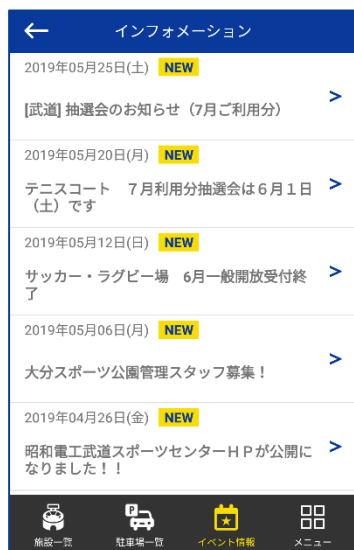 インフォメーション
2019年05月25日(土) NEW
[武道] 抽選会のお知らせ（7月ご利用分）
>
2019年05月20日(月) NEW
テニスコート　７月利用分抽選会は６月１日
（土）です
>
2019年05月12日(日) NEW
サッカー・ラグビー場　6月一般開放受付終
了
>
2019年05月06日(月) NEW
大分スポーツ公園管理スタッフ募集！
>
2019年04月26日(金) NEW
昭和電工武道スポーツセンターＨＰが公開に
なりました！！
>
P
施設一覧 駐車場一覧 イベント情報 メニュー